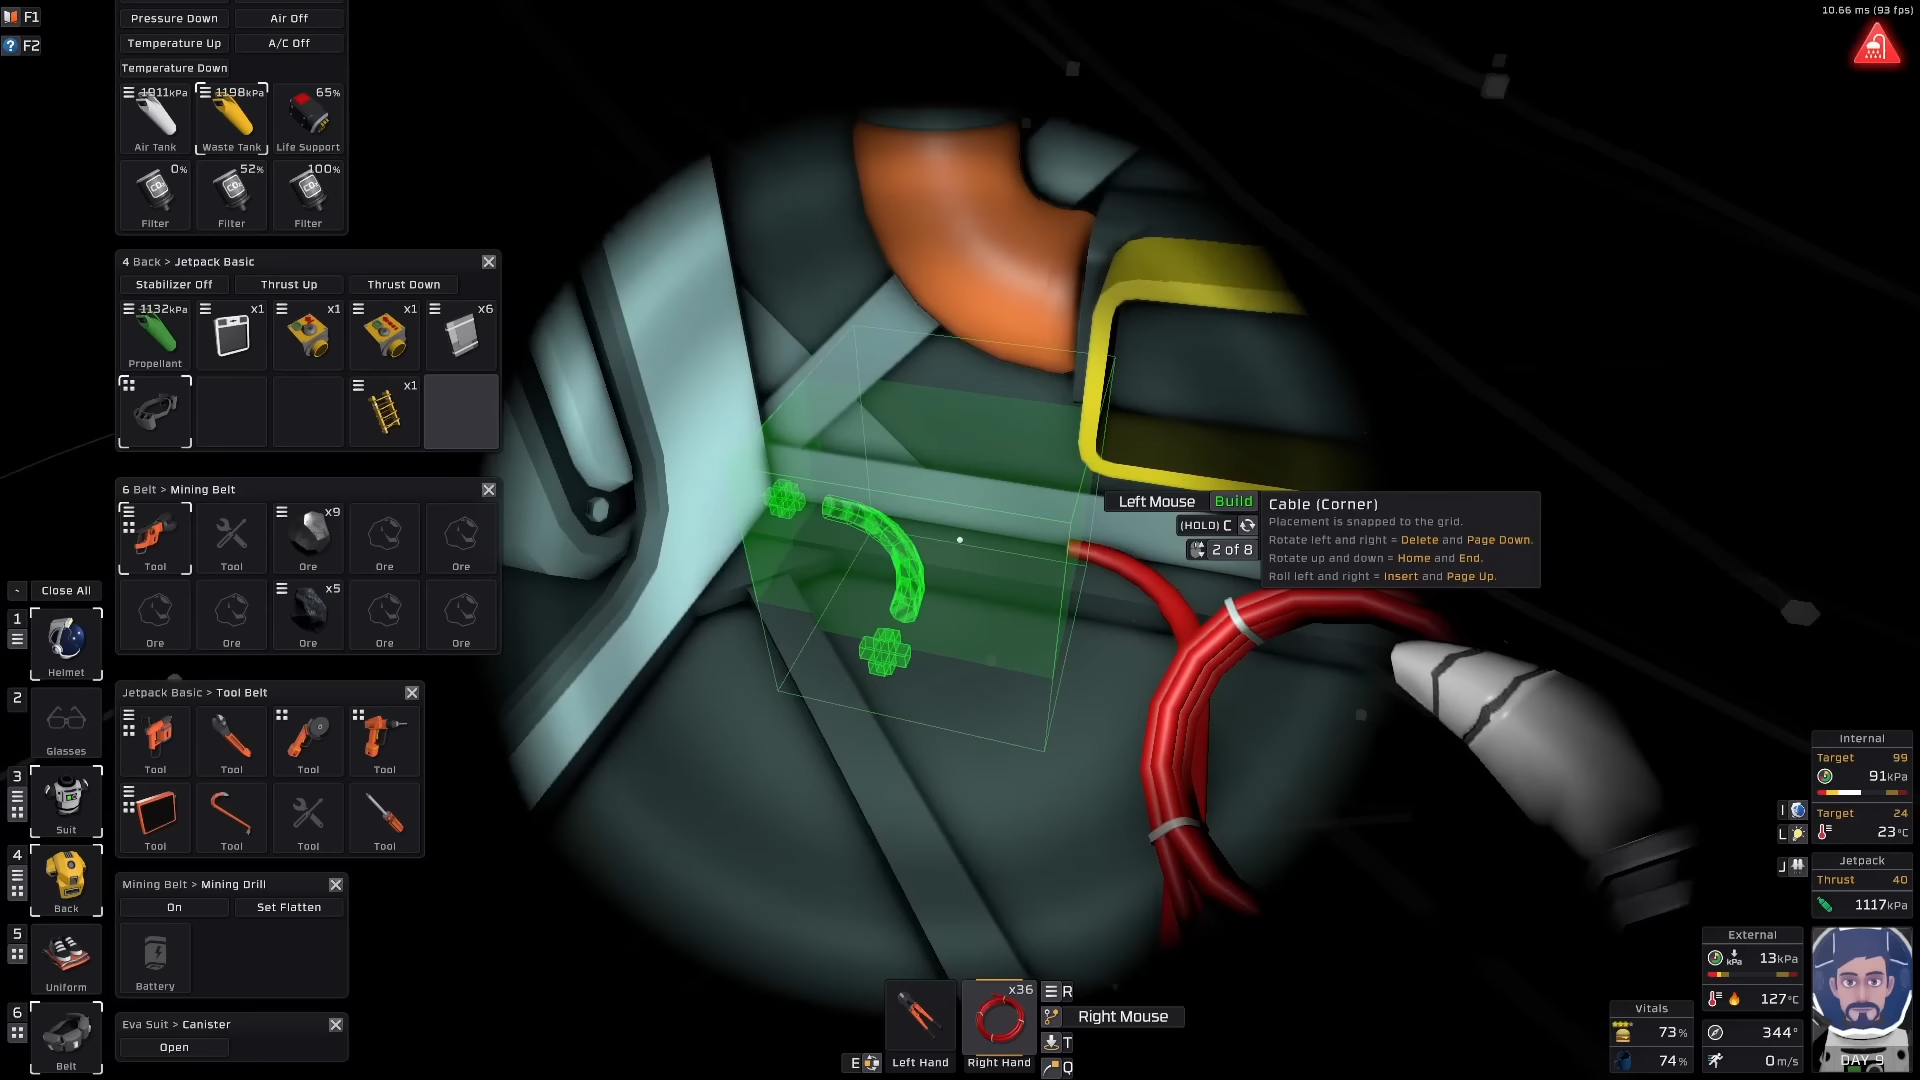 F1
F2
10.66 ms (93 fps)
Pressure Down
Air Off
Temperature Up
A/C Off
Temperature Down
1911kPa
1198kPa
65%
Air Tank
Waste Tank
Life Support
0%
52%
100%
CO₂
CO₂
CO₂
Filter
Filter
Filter
4 Back > Jetpack Basic
Stabilizer Off
Thrust Up
Thrust Down
1132kPa
x1
x1
x1
x6
Propellant
x1
6 Belt > Mining Belt
x9
Tool
Tool
Ore
Ore
Ore
x5
Ore
Ore
Ore
Ore
Ore
Jetpack Basic > Tool Belt
Tool
Tool
Tool
Tool
Tool
Tool
Tool
Tool
Mining Belt > Mining Drill
On
Set Flatten
Battery
Eva Suit > Canister
Open
~
Close All
1
Helmet
2
Glasses
3
Suit
4
Back
5
Uniform
6
Belt
Left Mouse
Build
(HOLD) C
2 of 8
Cable (Corner)
Placement is snapped to the grid.
Rotate left and right = Delete and Page Down.
Rotate up and down = Home and End.
Roll left and right = Insert and Page Up.
x36
R
Right Mouse
T
Q
E
Left Hand
Right Hand
Internal
Target 99
91kPa
Target 24
23°C
I
L
J
Jetpack
Thrust 40
1117kPa
External
kPa
13kPa
127°C
344°
0m/s
Vitals
73%
74%
DAY 9